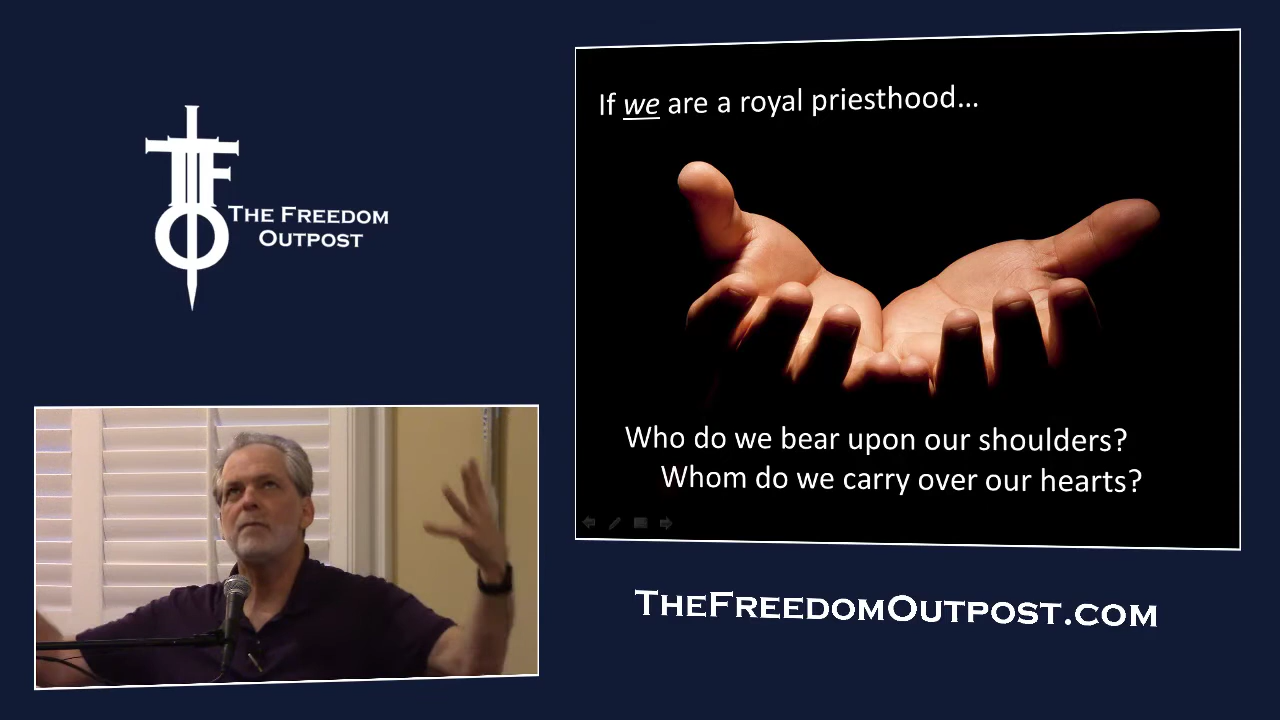 The Freedom
Outpost
If we are a royal priesthood...
Who do we bear upon our shoulders?
Whom do we carry over our hearts?
TheFreedomOutpost.com